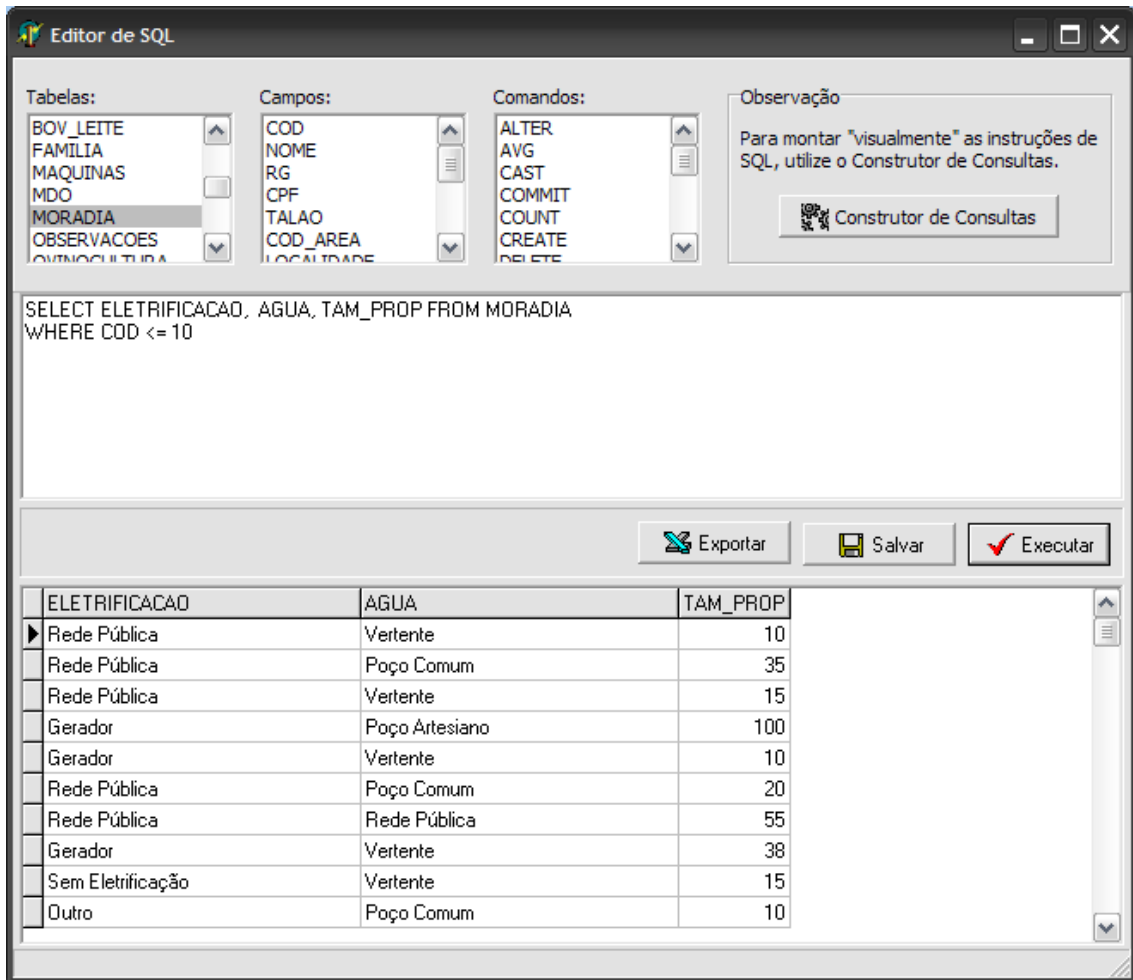 Editor de SQL
Tabelas:
BOV_LEITE
FAMILIA
MAQUINAS
MDO
MORADIA
OBSERVACOES
OVINOCULTURA
Campos:
COD
NOME
RG
CPF
TALAO
COD_AREA
LOCALIDADE
Comandos:
ALTER
AVG
CAST
COMMIT
COUNT
CREATE
DELETE
Observação
Para montar "visualmente" as instruções de
SQL, utilize o Construtor de Consultas.
Construtor de Consultas
SELECT ELETRIFICACAO, AGUA, TAM_PROP FROM MORADIA
WHERE COD <= 10
Exportar Salvar Executar
ELETRIFICACAO AGUA TAM_PROP
Rede Pública Vertente 10
Rede Pública Poço Comum 35
Rede Pública Vertente 15
Gerador Poço Artesiano 100
Gerador Vertente 10
Rede Pública Poço Comum 20
Rede Pública Rede Pública 55
Gerador Vertente 38
Sem Eletrificação Vertente 15
Outro Poço Comum 10